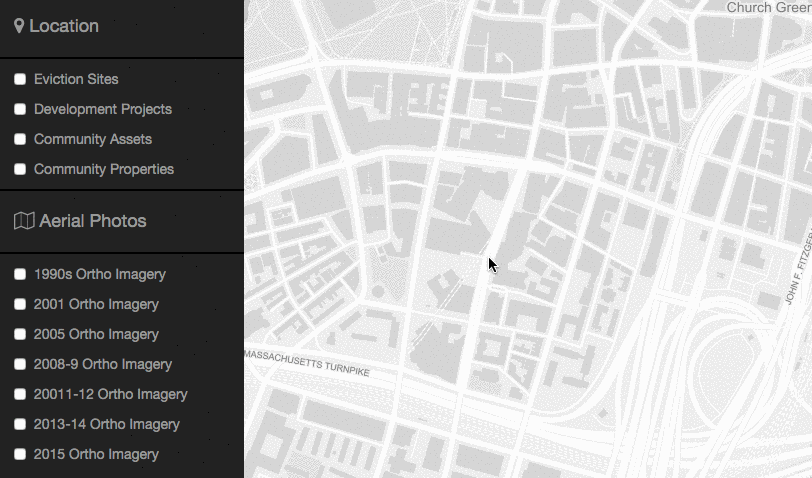 Location
Eviction Sites
Development Projects
Community Assets
Community Properties
Aerial Photos
1990s Ortho Imagery
2001 Ortho Imagery
2005 Ortho Imagery
2008-9 Ortho Imagery
20011-12 Ortho Imagery
2013-14 Ortho Imagery
2015 Ortho Imagery
Church Green
MASSACHUSETTS TURNPIKE
JOHN F. FITZGER